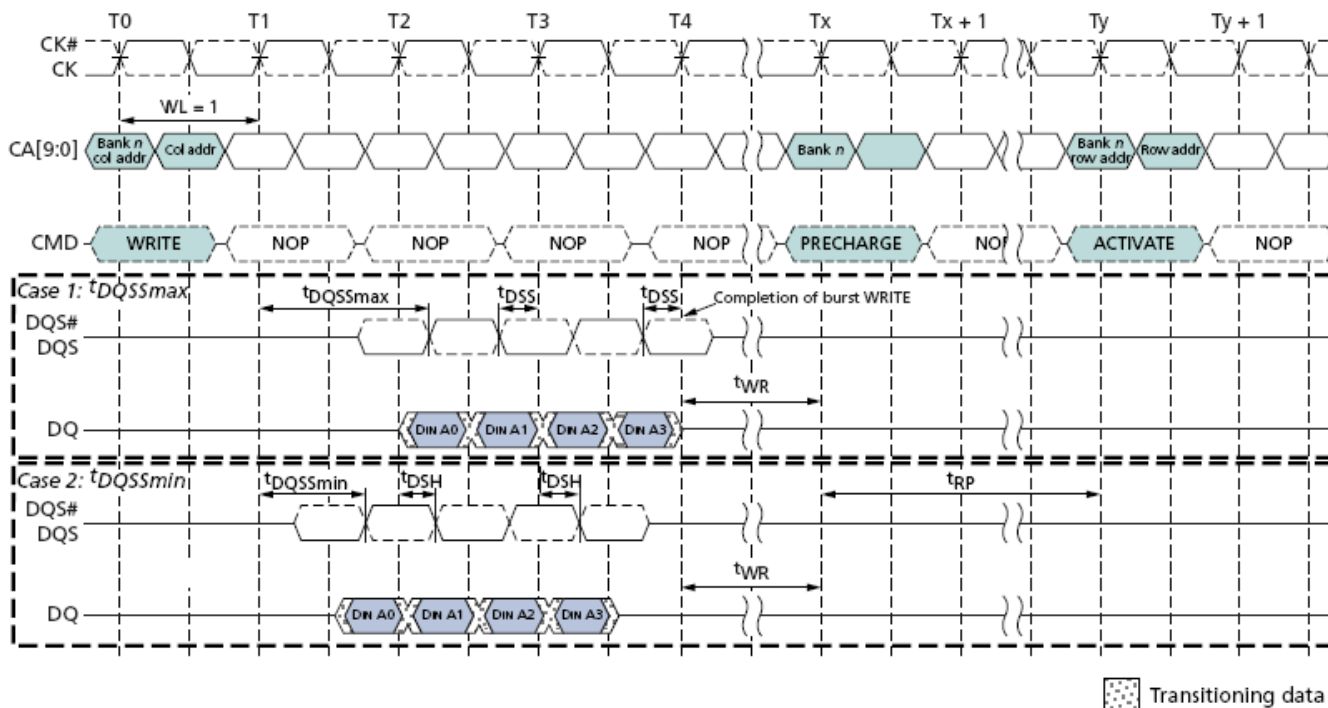 T0 T1 T2 T3 T4 Tx Tx + 1 Ty Ty + 1
CK#
CK
WL = 1
CA[9:0] Bank n col addr Col addr Bank n Bank n row addr Row addr
CMD WRITE NOP NOP NOP NOP PRECHARGE NOP ACTIVATE NOP
Case 1: tDQSSmax
tDQSSmax tDSS tDSS Completion of burst WRITE
DQS#
DQS
tWR
DQ DIN A0 DIN A1 DIN A2 DIN A3
Case 2: tDQSSmin
tDQSSmin tDSH tDSH tRP
DQS#
DQS
tWR
DQ DIN A0 DIN A1 DIN A2 DIN A3
Transitioning data